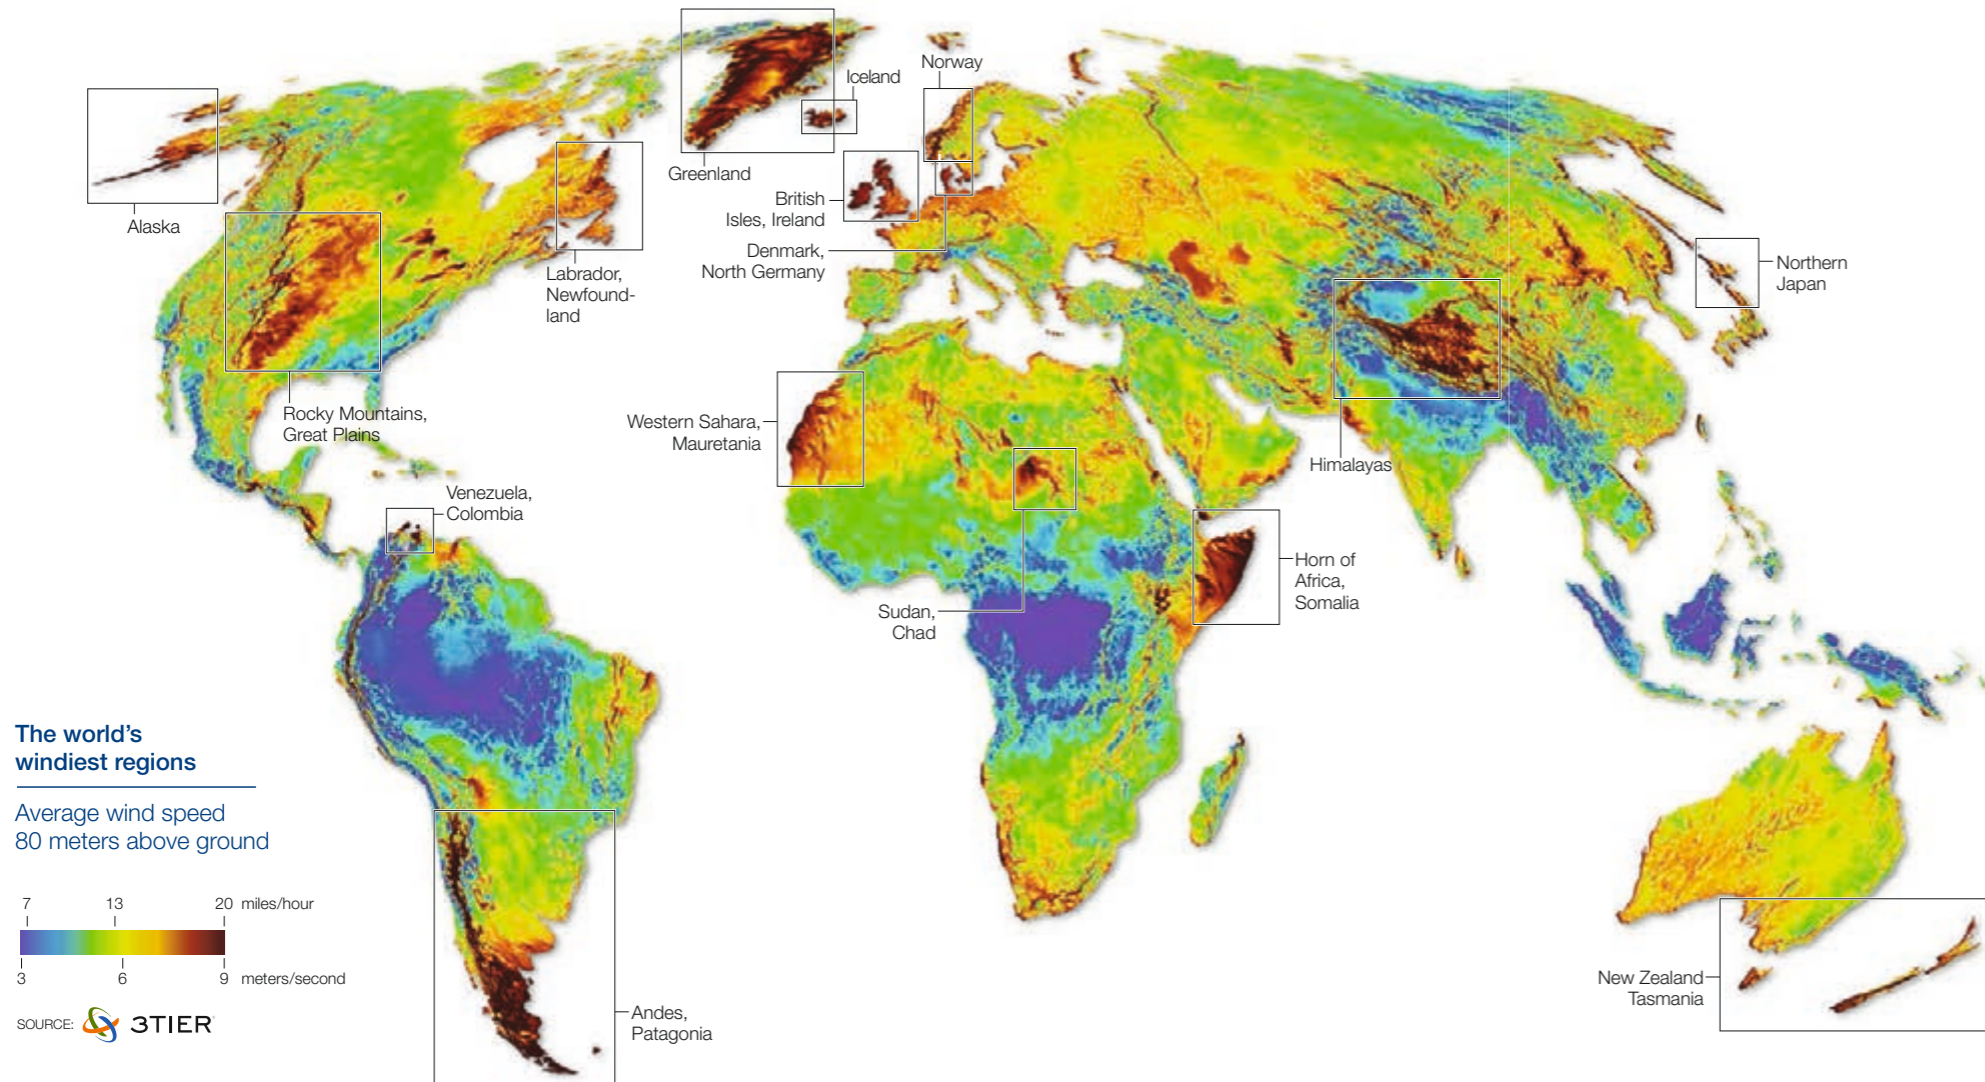 Norway
Iceland
Greenland
British
Isles, Ireland
Alaska
Denmark,
North Germany
Labrador,
Newfound-
land
Northern
Japan
Rocky Mountains,
Great Plains
Western Sahara,
Mauretania
Himalayas
Venezuela,
Colombia
Horn of
Africa,
Somalia
Sudan,
Chad
The world's
windiest regions
Average wind speed
80 meters above ground
7 13 20 miles/hour
3 6 9 meters/second
SOURCE: 3TIER
New Zealand
Tasmania
Andes,
Patagonia